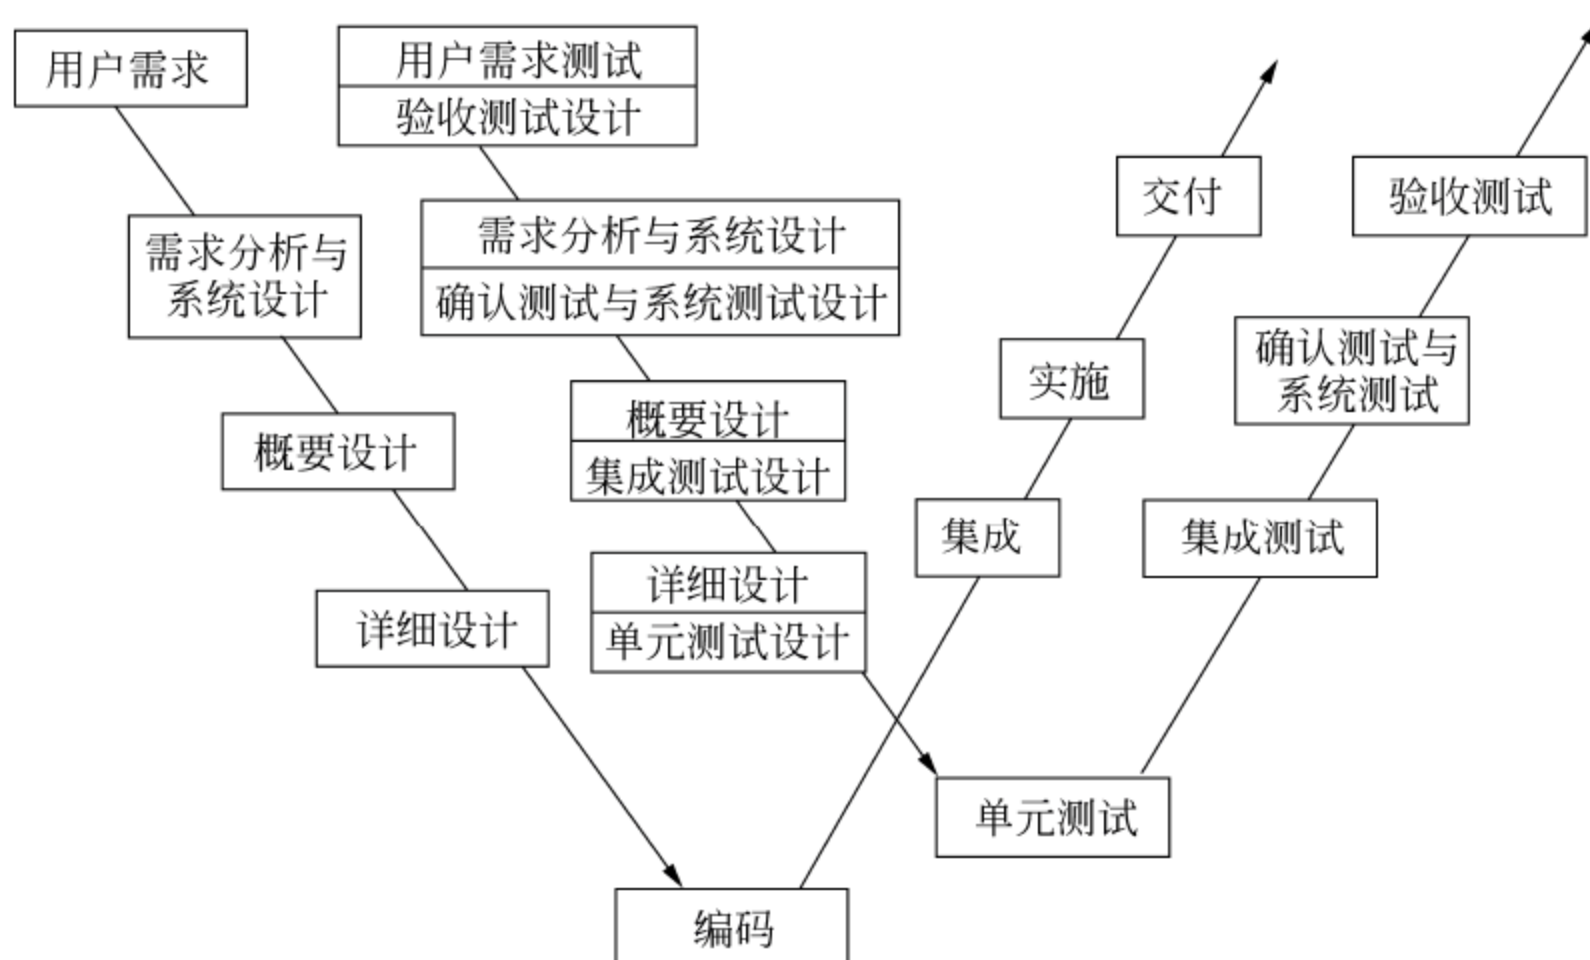 用户需求
用户需求测试
验收测试设计
交付
验收测试
需求分析与
系统设计
需求分析与系统设计
确认测试与系统测试设计
实施
确认测试与
系统测试
概要设计
概要设计
集成测试设计
集成
集成测试
详细设计
详细设计
单元测试设计
单元测试
编码